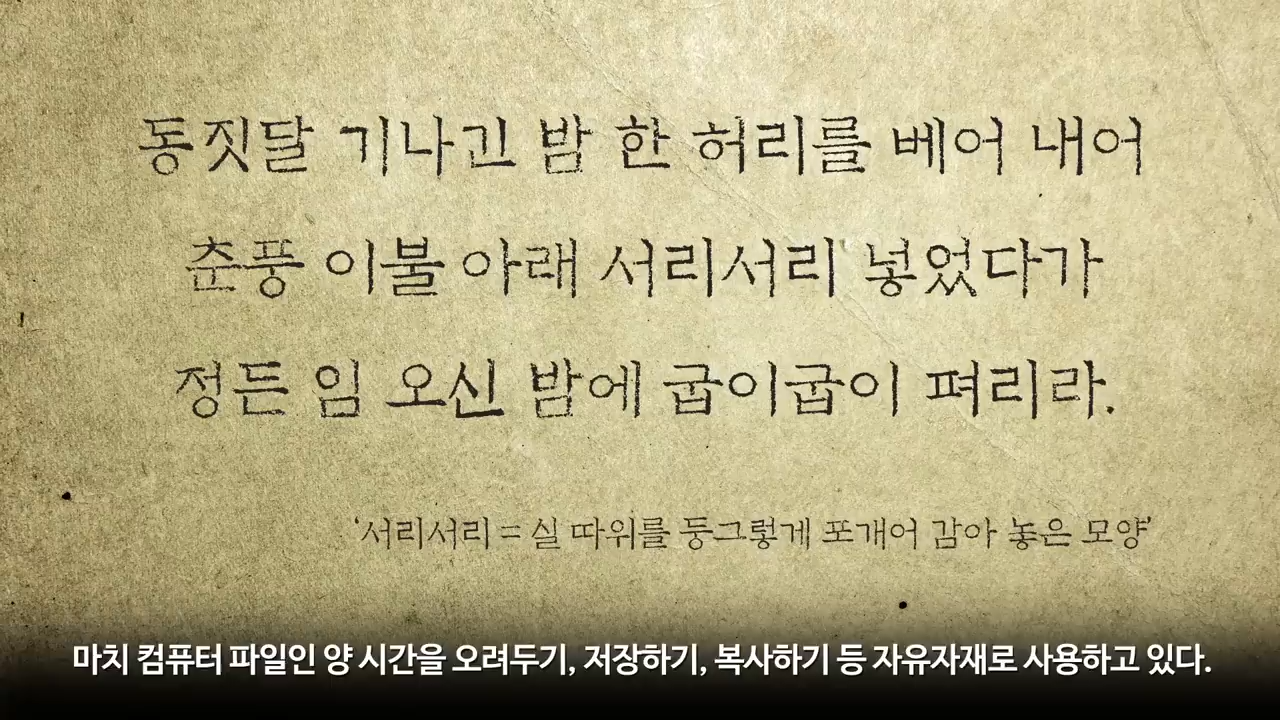 동짓달 기나긴 밤 한 허리를 베어 내어
춘풍 이불 아래 서리서리 넣었다가
정든 임 오신 밤에 굽이굽이 펴리라.
'서리서리 = 실 따위를 둥그렇게 포개어 감아 놓은 모양'
마치 컴퓨터 파일인 양 시간을 오려두기, 저장하기, 복사하기 등 자유자재로 사용하고 있다.